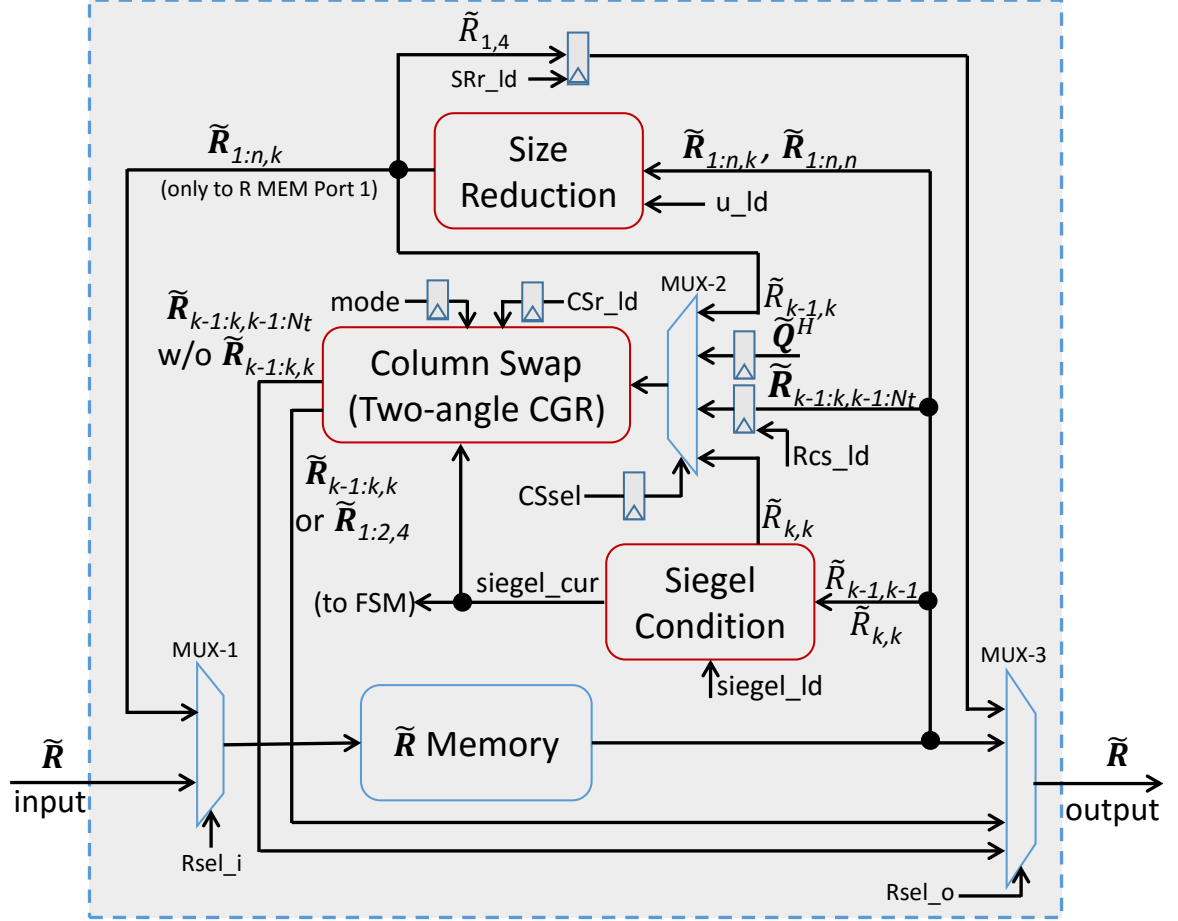 R̃1,4
SRr_ld
R̃1:n,k
(only to R MEM Port 1)
Size
Reduction
R̃1:n,k, R̃1:n,n
u_ld
MUX-2
mode
CSr_ld
R̃k-1,k
R̃k-1:k,k-1:Nt
w/o R̃k-1:k,k
Q̃H
Column Swap
(Two-angle CGR)
R̃k-1:k,k-1:Nt
Rcs_ld
R̃k-1:k,k
or R̃1:2,4
CSsel
R̃k,k
siegel_cur
(to FSM)
Siegel
Condition
R̃k-1,k-1
R̃k,k
siegel_ld
MUX-1
MUX-3
R̃ Memory
R̃
input
R̃
output
Rsel_i
Rsel_o